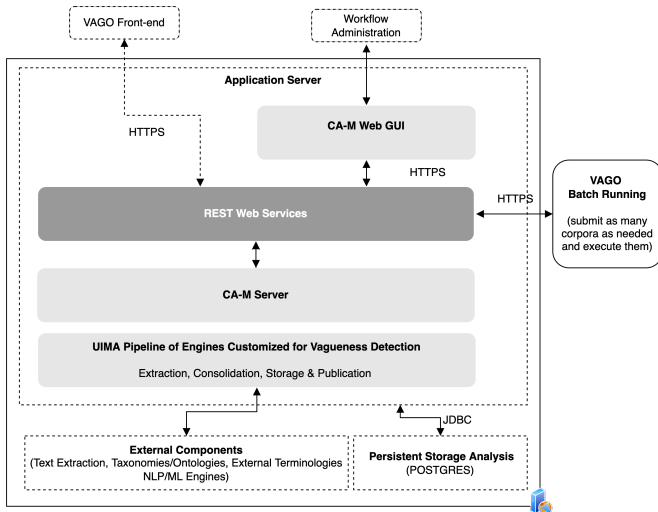 VAGO Front-end
Workflow
Administration
Application Server
CA-M Web GUI
HTTPS
HTTPS
HTTPS
REST Web Services
VAGO
Batch Running
(submit as many
corpora as needed
and execute them)
CA-M Server
UIMA Pipeline of Engines Customized for Vagueness Detection
Extraction, Consolidation, Storage & Publication
JDBC
External Components
(Text Extraction, Taxonomies/Ontologies, External Terminologies
NLP/ML Engines)
Persistent Storage Analysis
(POSTGRES)